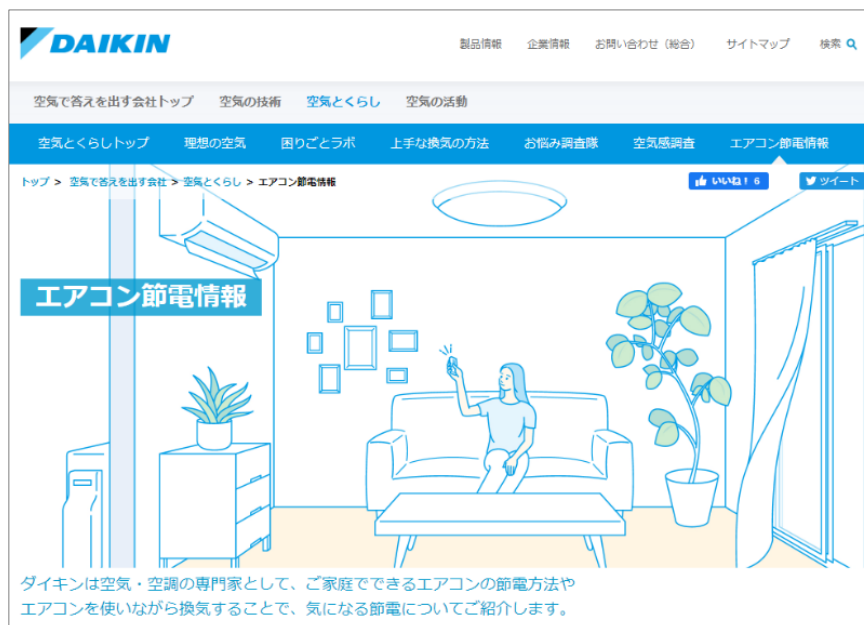 DAIKIN
製品情報 企業情報 お問い合わせ（総合） サイトマップ 検索
空気で答えを出す会社トップ 空気の技術 空気とくらし 空気の活動
空気とくらしトップ 理想の空気 困りごとラボ 上手な換気の方法 お悩み調査隊 空気感調査 エアコン節電情報
トップ > 空気で答えを出す会社 > 空気とくらし > エアコン節電情報
いいね！ 6 ツイート
エアコン節電情報
ダイキンは空気・空調の専門家として、ご家庭でできるエアコンの節電方法や
エアコンを使いながら換気することで、気になる節電についてご紹介します。